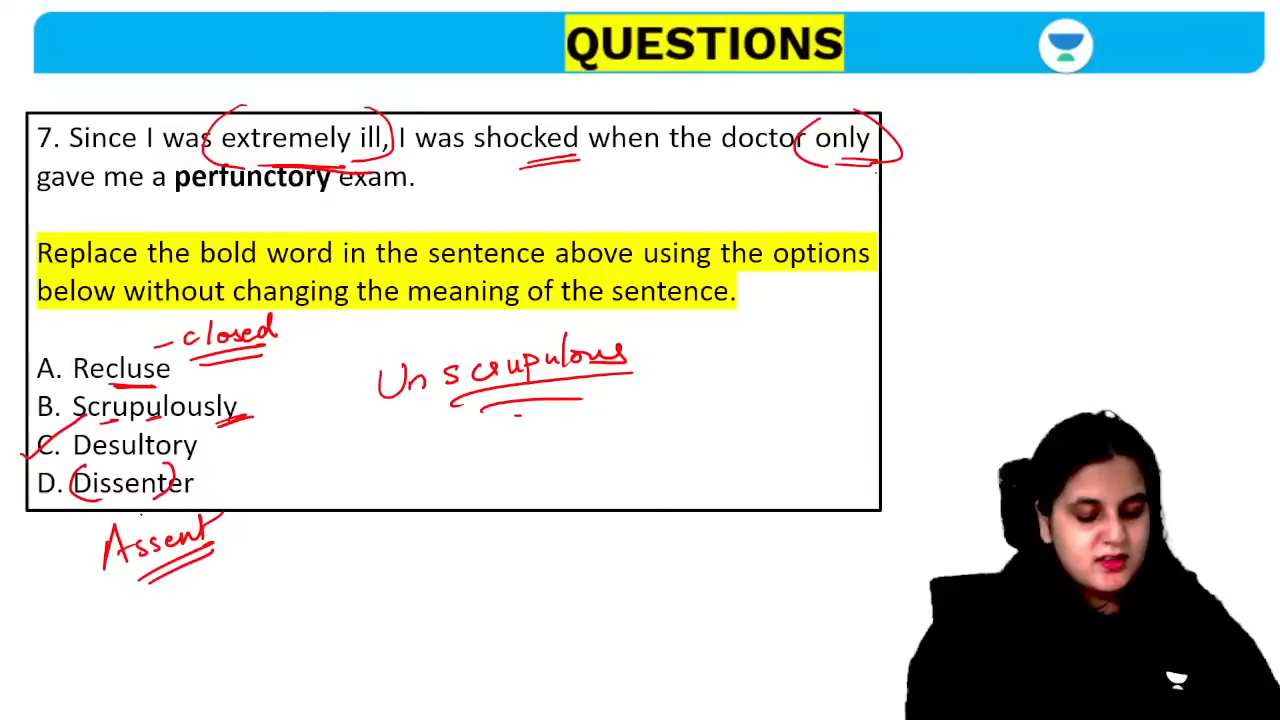 QUESTIONS
7. Since I was extremely ill, I was shocked when the doctor only
gave me a perfunctory exam.
Replace the bold word in the sentence above using the options
below without changing the meaning of the sentence.
- closed
A. Recluse
Unscrupulous
B. Scrupulously
C. Desultory
D. Dissenter
Assent